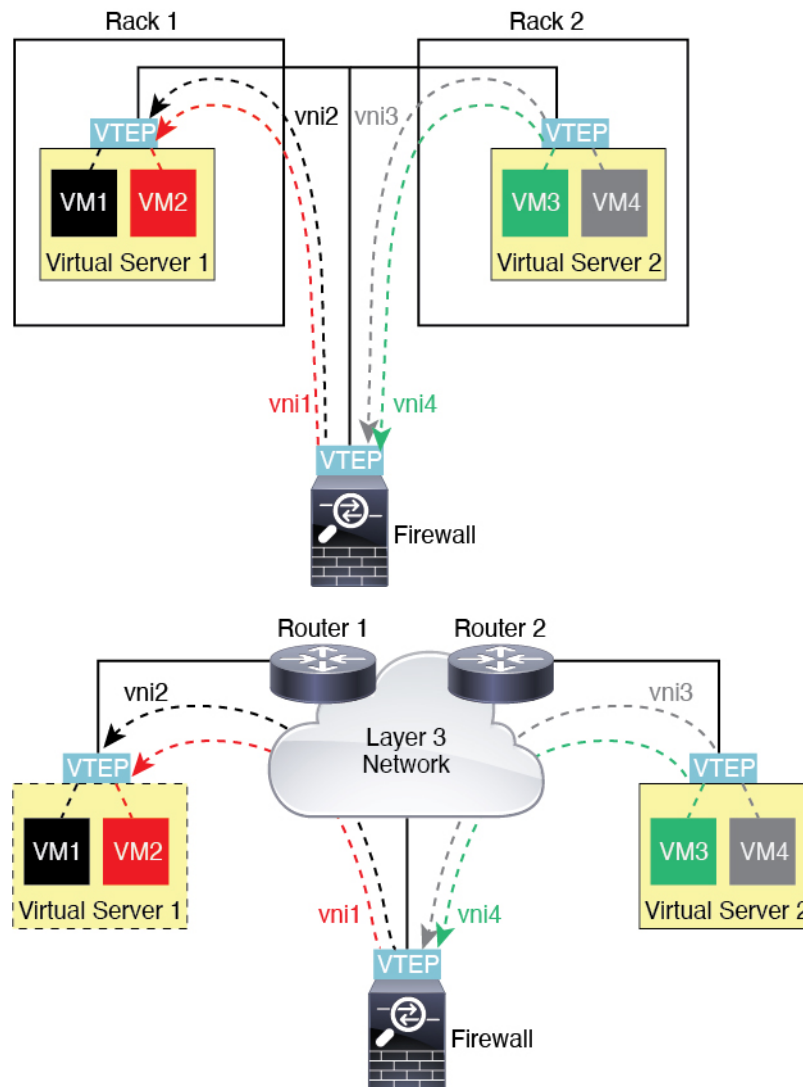 Rack 1
Rack 2
vni2
vni3
VTEP
VTEP
VM1
VM2
VM3
VM4
Virtual Server 1
Virtual Server 2
vni1
vni4
VTEP
Firewall
Router 1
Router 2
vni2
vni3
Layer 3
Network
VTEP
VTEP
VM1
VM2
VM3
VM4
Virtual Server 1
Virtual Server 2
vni1
vni4
VTEP
Firewall